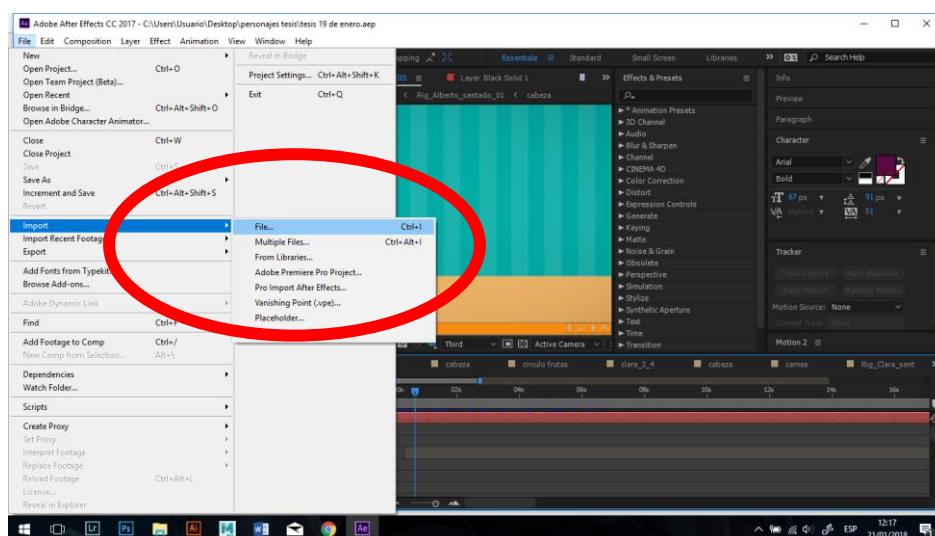 Adobe After Effects CC 2017 - C:\Users\Usuario\Desktop\personajes tesis\tesis 19 de enero.aep
File Edit Composition Layer Effect Animation View Window Help
New
Open Project... Ctrl+O
Open Team Project (Beta)...
Open Recent
Browse in Bridge... Ctrl+Alt+Shift+O
Open Adobe Character Animator...
Close Ctrl+W
Close Project
Save Ctrl+S
Save As
Increment and Save Ctrl+Alt+Shift+S
Revert
Import
Import Recent Footage
Export
Add Fonts from Typekit
Browse Add-ons...
Adobe Dynamic Link
Find Ctrl+F
Add Footage to Comp Ctrl+/
New Comp from Selection... Alt+\
Dependencies
Watch Folder...
Scripts
Create Proxy
Set Proxy
Interpret Footage
Replace Footage
Reload Footage Ctrl+Alt+L
License...
Reveal in Explorer
Reveal in Bridge
Project Settings... Ctrl+Alt+Shift+K
Exit Ctrl+Q
File... Ctrl+I
Multiple Files... Ctrl+Alt+I
From Libraries...
Adobe Premiere Pro Project...
Pro Import After Effects...
Vanishing Point (.vpe)...
Placeholder...
apping Essentials Standard Small Screen Libraries Search Help
Layer Black Solid 1
Rig_Alberto_sentado_01 cabeza
Third Active Camera
Effects & Presets
* Animation Presets
3D Channel
Audio
Blur & Sharpen
Channel
CINEMA 4D
Color Correction
Distort
Expression Controls
Generate
Keying
Matte
Noise & Grain
Obsolete
Perspective
Simulation
Stylize
Synthetic Aperture
Text
Time
Transition
Info
Preview
Paragraph
Character
Arial
Bold
87 px 91 px
Metrics 51
Tracker
Track Camera Warp Stabilizer
Track Motion Stabilize Motion
Motion Source: None
Current Track: None
Motion 2
cabeza circulo frutas clara_3_4 cabeza carnes Rig_Clara_sent
02s 04s 06s 08s 10s 12s 14s 16s
Lr Ps Ai Ae
ESP 12:17
21/01/2018